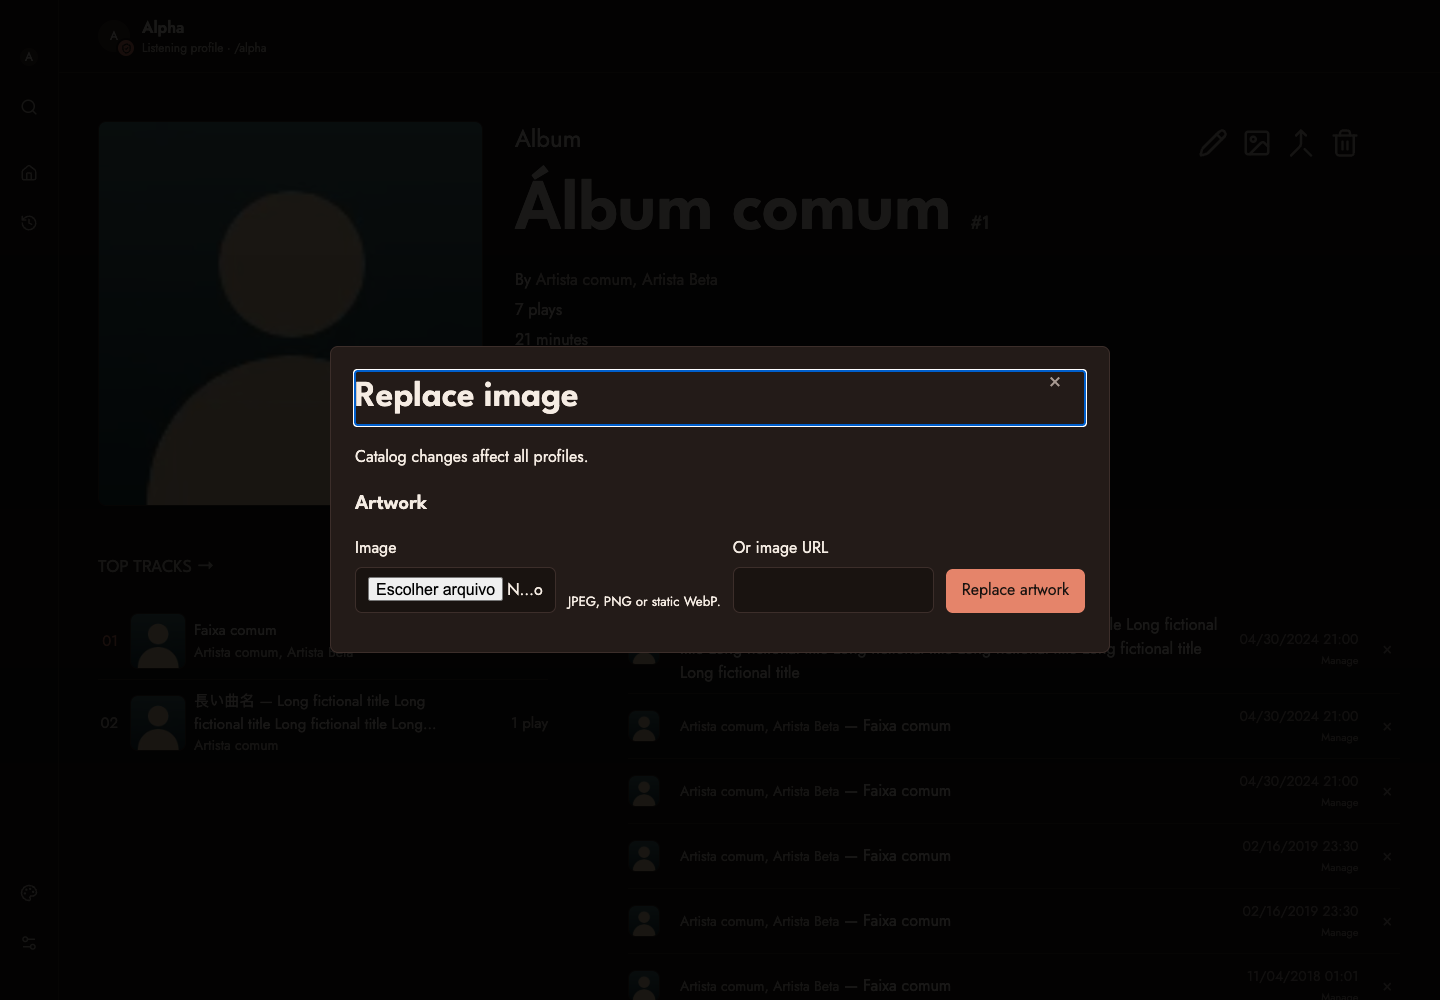 A
Alpha
Listening profile · /alpha
A
Album
Álbum comum #1
By Artista comum, Artista Beta
7 plays
21 minutes
Replace image
×
Catalog changes affect all profiles.
Artwork
Image
Escolher arquivo N...o
JPEG, PNG or static WebP.
Or image URL
Replace artwork
TOP TRACKS →
01
Faixa comum
Artista comum, Artista Beta
02
長い曲名 — Long fictional title Long
fictional title Long fictional title Long...
Artista comum
1 play
le Long fictional
g fictional title
Long fictional title
04/30/2024 21:00
Manage
×
Artista comum, Artista Beta — Faixa comum
04/30/2024 21:00
Manage
×
Artista comum, Artista Beta — Faixa comum
04/30/2024 21:00
Manage
×
Artista comum, Artista Beta — Faixa comum
02/16/2019 23:30
Manage
×
Artista comum, Artista Beta — Faixa comum
02/16/2019 23:30
Manage
×
Artista comum, Artista Beta — Faixa comum
11/04/2018 01:01
Manage
×